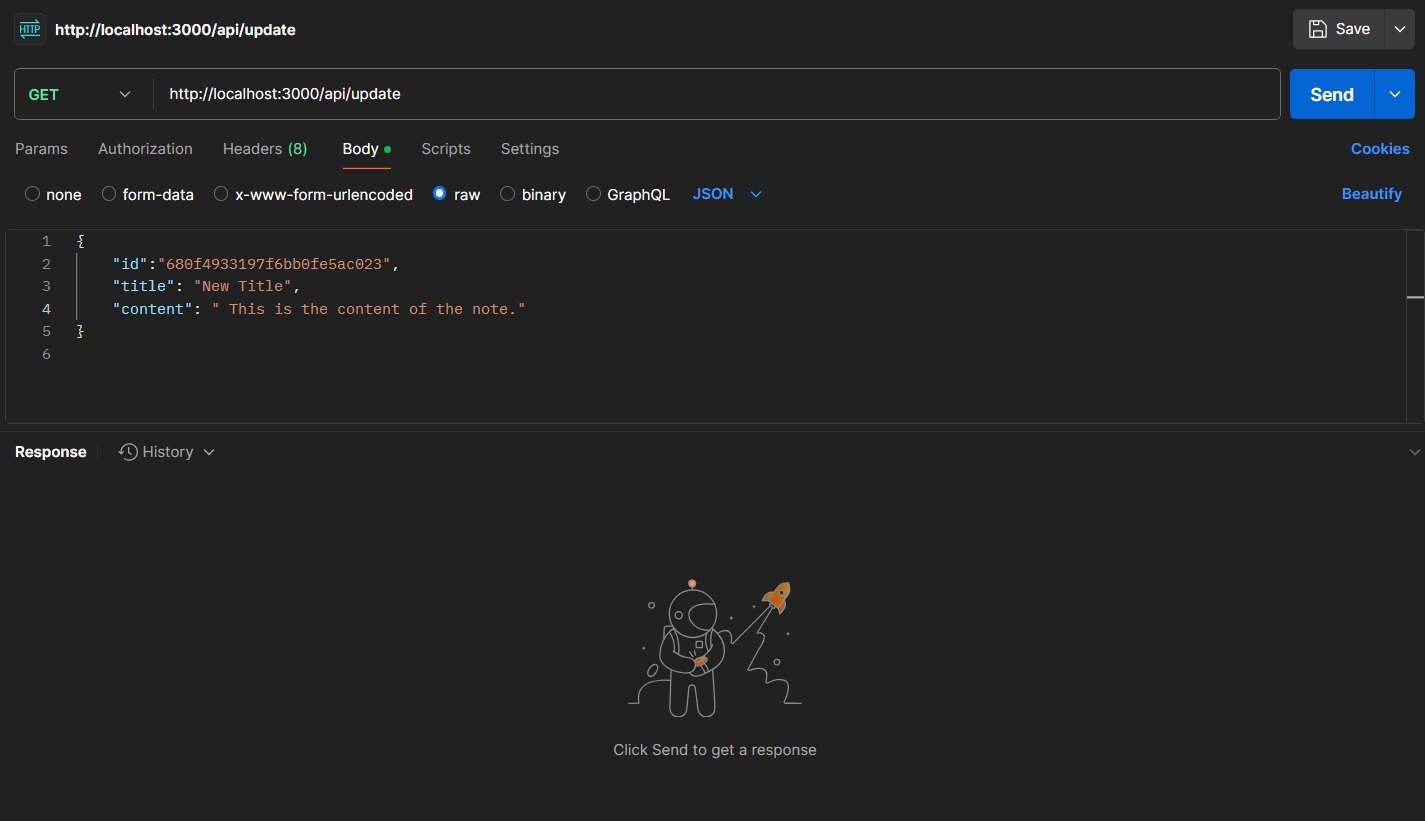 HTTP http://localhost:3000/api/update Save
GET http://localhost:3000/api/update Send
Params Authorization Headers (8) Body Scripts Settings Cookies
none form-data x-www-form-urlencoded raw binary GraphQL JSON Beautify
1 {
2 "id":"680f4933197f6bb0fe5ac023",
3 "title": "New Title",
4 "content": " This is the content of the note."
5 }
6
Response History
Click Send to get a response